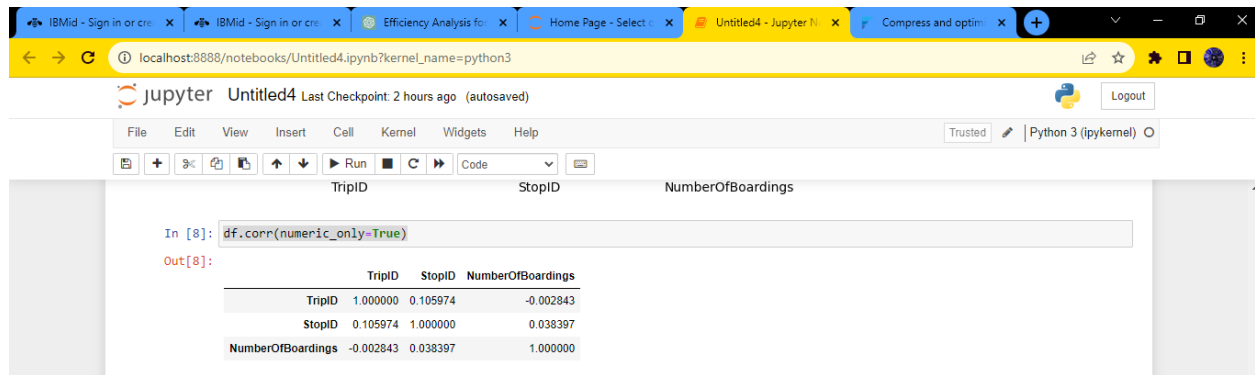 IBMid - Sign in or cre
IBMid - Sign in or cre
Efficiency Analysis for
Home Page - Select o
Untitled4 - Jupyter N
Compress and optim
localhost:8888/notebooks/Untitled4.ipynb?kernel_name=python3
jupyter Untitled4 Last Checkpoint: 2 hours ago (autosaved)
Logout
File Edit View Insert Cell Kernel Widgets Help
Trusted Python 3 (ipykernel)
Run Code
TripID StopID NumberOfBoardings
In [8]: df.corr(numeric_only=True)
Out[8]:
TripID StopID NumberOfBoardings
TripID 1.000000 0.105974 -0.002843
StopID 0.105974 1.000000 0.038397
NumberOfBoardings -0.002843 0.038397 1.000000